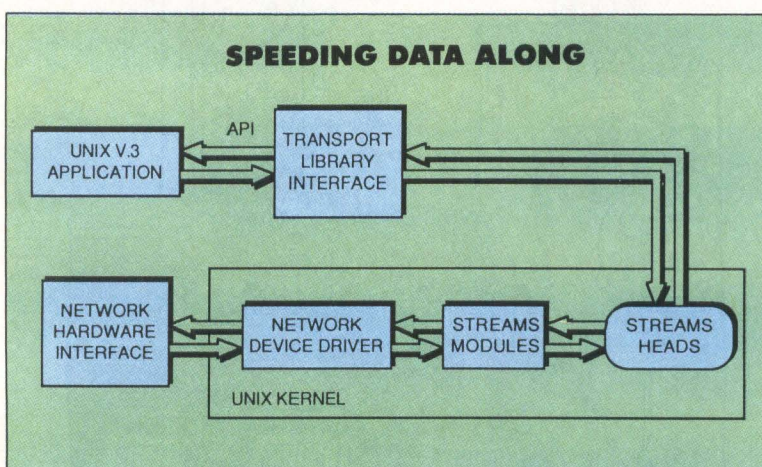 SPEEDING DATA ALONG
API
UNIX V.3
APPLICATION
TRANSPORT
LIBRARY
INTERFACE
NETWORK
HARDWARE
INTERFACE
NETWORK
DEVICE DRIVER
STREAMS
MODULES
STREAMS
HEADS
UNIX KERNEL